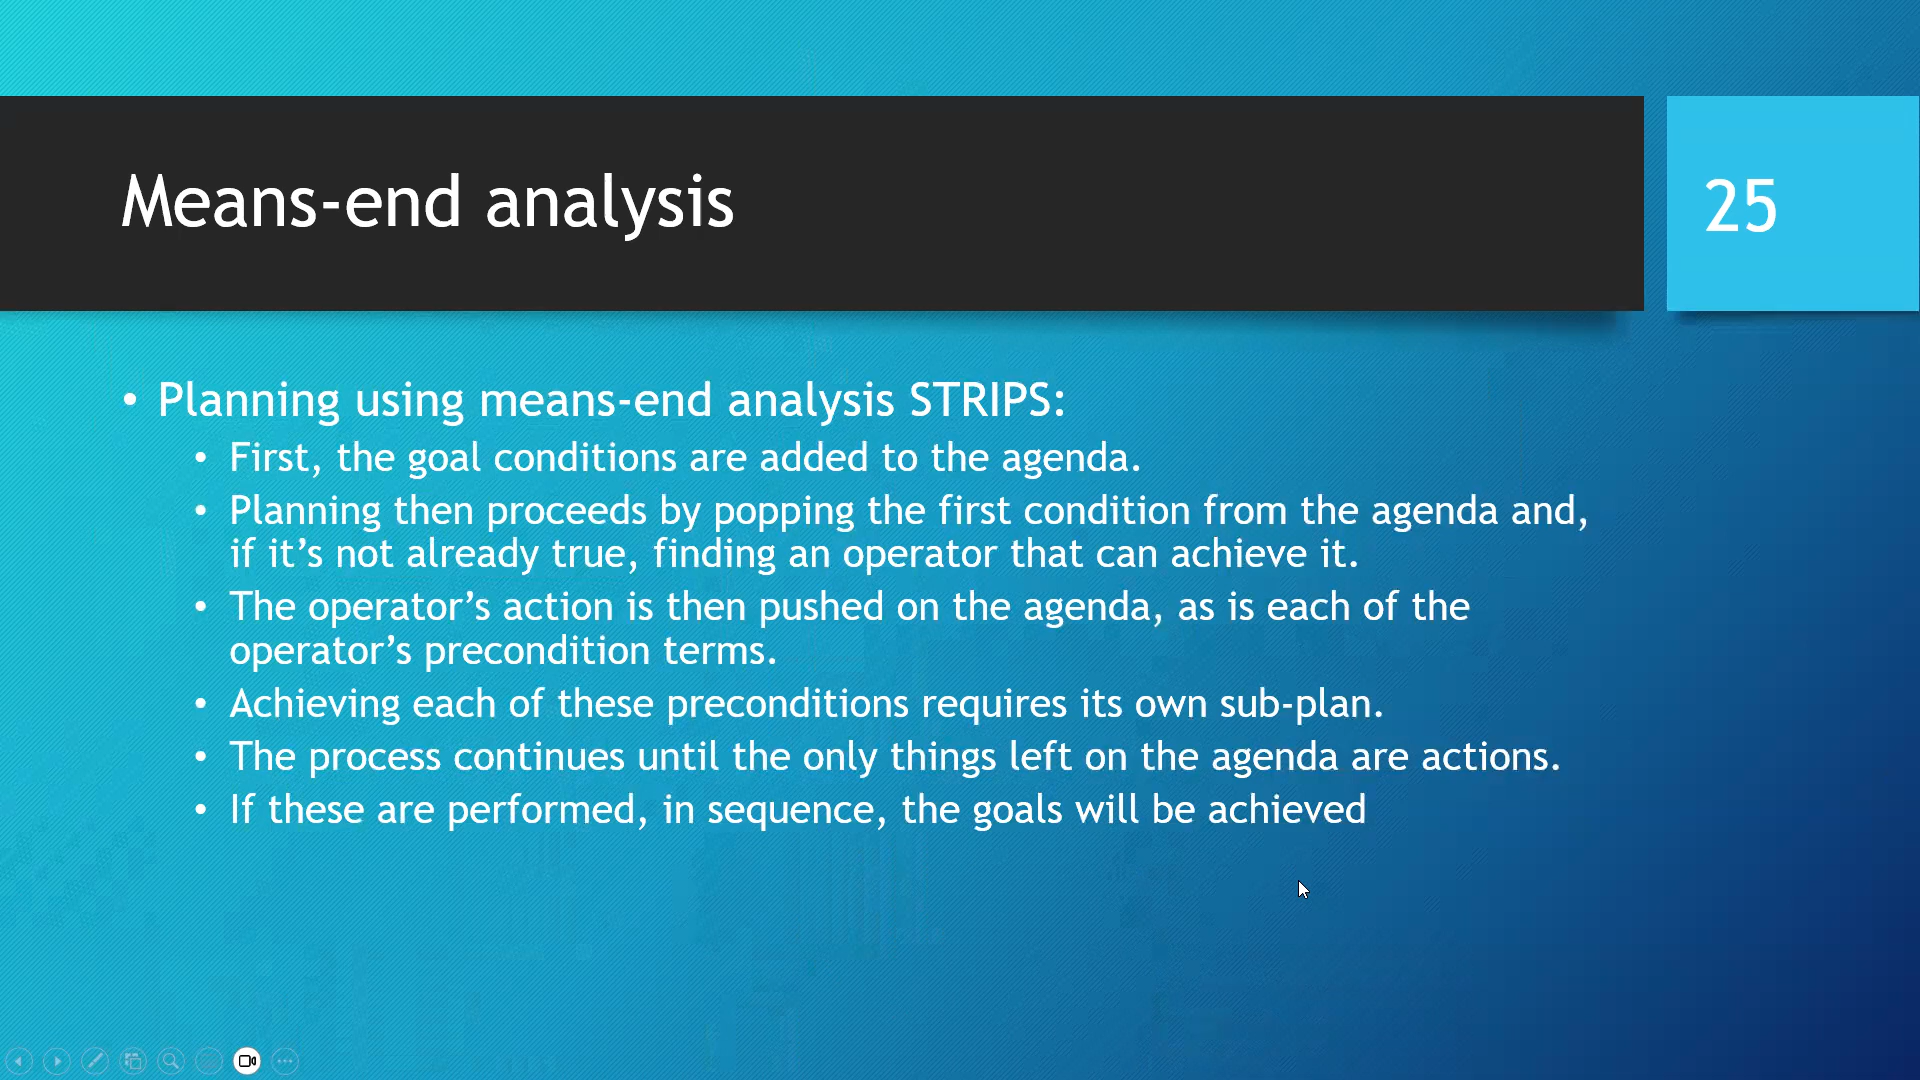 Means-end analysis
25
• Planning using means-end analysis STRIPS:
• First, the goal conditions are added to the agenda.
• Planning then proceeds by popping the first condition from the agenda and,
if it’s not already true, finding an operator that can achieve it.
• The operator’s action is then pushed on the agenda, as is each of the
operator’s precondition terms.
• Achieving each of these preconditions requires its own sub-plan.
• The process continues until the only things left on the agenda are actions.
• If these are performed, in sequence, the goals will be achieved